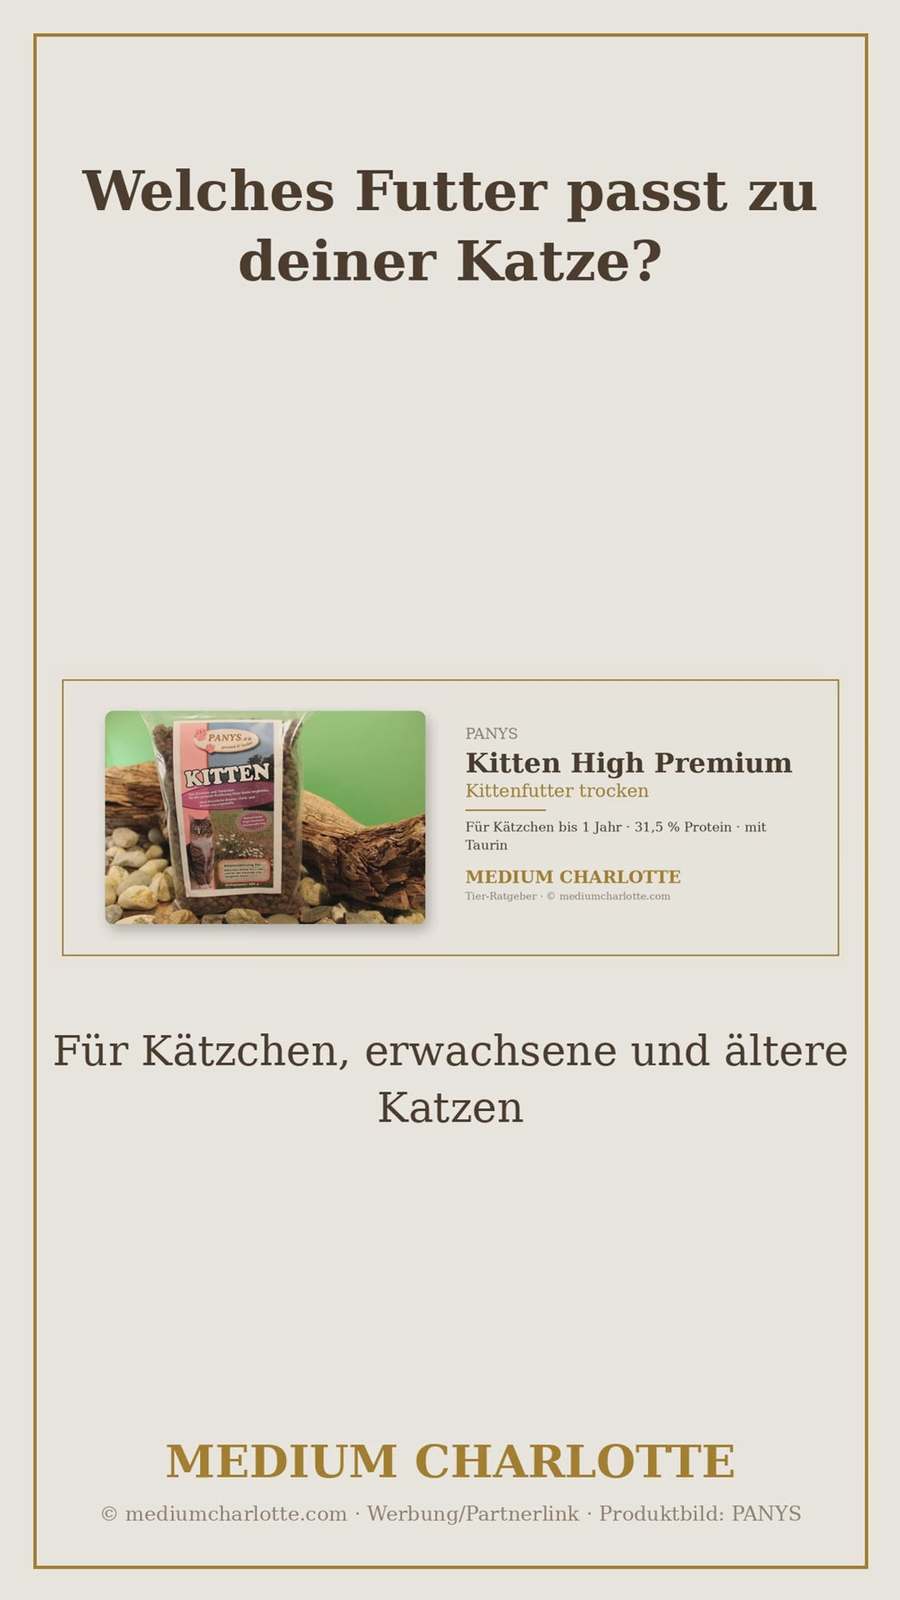 Welches Futter passt zu
deiner Katze?
PANYS
KITTEN
PANYS
Kitten High Premium
Kittenfutter trocken
Für Kätzchen bis 1 Jahr · 31,5 % Protein · mit
Taurin
MEDIUM CHARLOTTE
Tier-Ratgeber · © mediumcharlotte.com
Für Kätzchen, erwachsene und ältere
Katzen
MEDIUM CHARLOTTE
© mediumcharlotte.com · Werbung/Partnerlink · Produktbild: PANYS